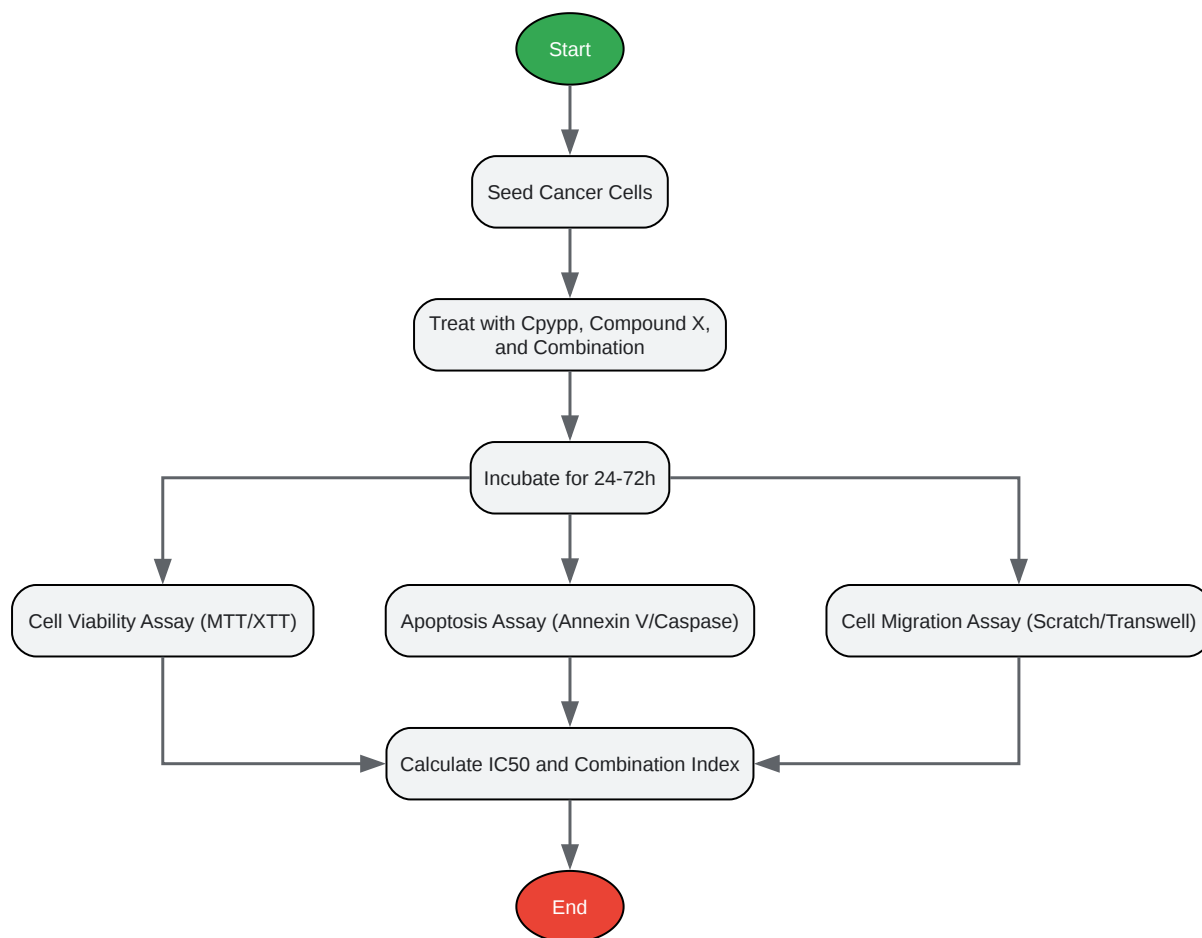 Start
Seed Cancer Cells
Treat with Cpypp, Compound X,
and Combination
Incubate for 24-72h
Cell Viability Assay (MTT/XTT)
Apoptosis Assay (Annexin V/Caspase)
Cell Migration Assay (Scratch/Transwell)
Calculate IC50 and Combination Index
End